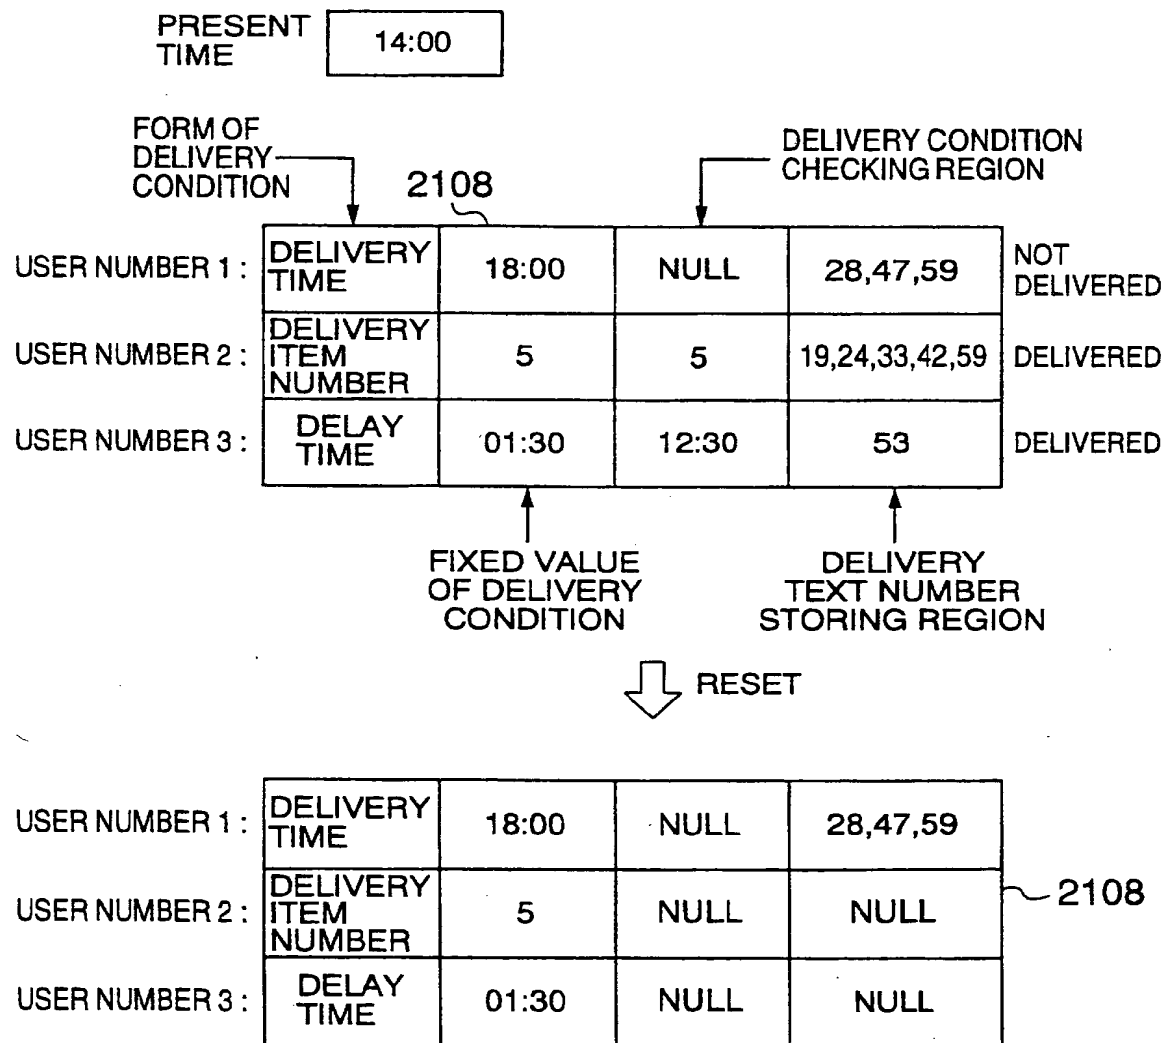 PRESENT
TIME
14:00
FORM OF
DELIVERY
CONDITION
2108
DELIVERY CONDITION
CHECKING REGION
USER NUMBER 1 :
DELIVERY
TIME
18:00
NULL
28,47,59
NOT
DELIVERED
USER NUMBER 2 :
DELIVERY
ITEM
NUMBER
5
5
19,24,33,42,59
DELIVERED
USER NUMBER 3 :
DELAY
TIME
01:30
12:30
53
DELIVERED
FIXED VALUE
OF DELIVERY
CONDITION
DELIVERY
TEXT NUMBER
STORING REGION
RESET
USER NUMBER 1 :
DELIVERY
TIME
18:00
NULL
28,47,59
USER NUMBER 2 :
DELIVERY
ITEM
NUMBER
5
NULL
NULL
2108
USER NUMBER 3 :
DELAY
TIME
01:30
NULL
NULL